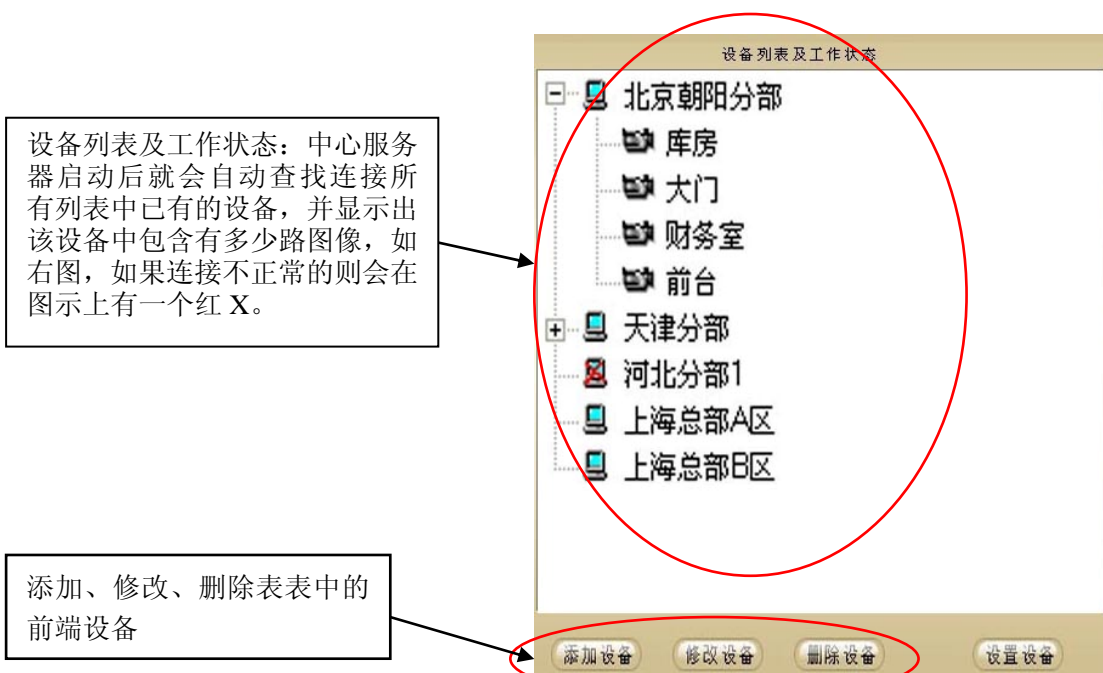 设备列表及工作状态
北京朝阳分部
库房
大门
财务室
前台
天津分部
河北分部1
上海总部A区
上海总部B区
设备列表及工作状态：中心服务
器启动后就会自动查找连接所
有列表中已有的设备，并显示出
该设备中包含有多少路图像，如
右图，如果连接不正常的则会在
图示上有一个红 X。
添加、修改、删除表表中的
前端设备
添加设备 修改设备 删除设备 设置设备